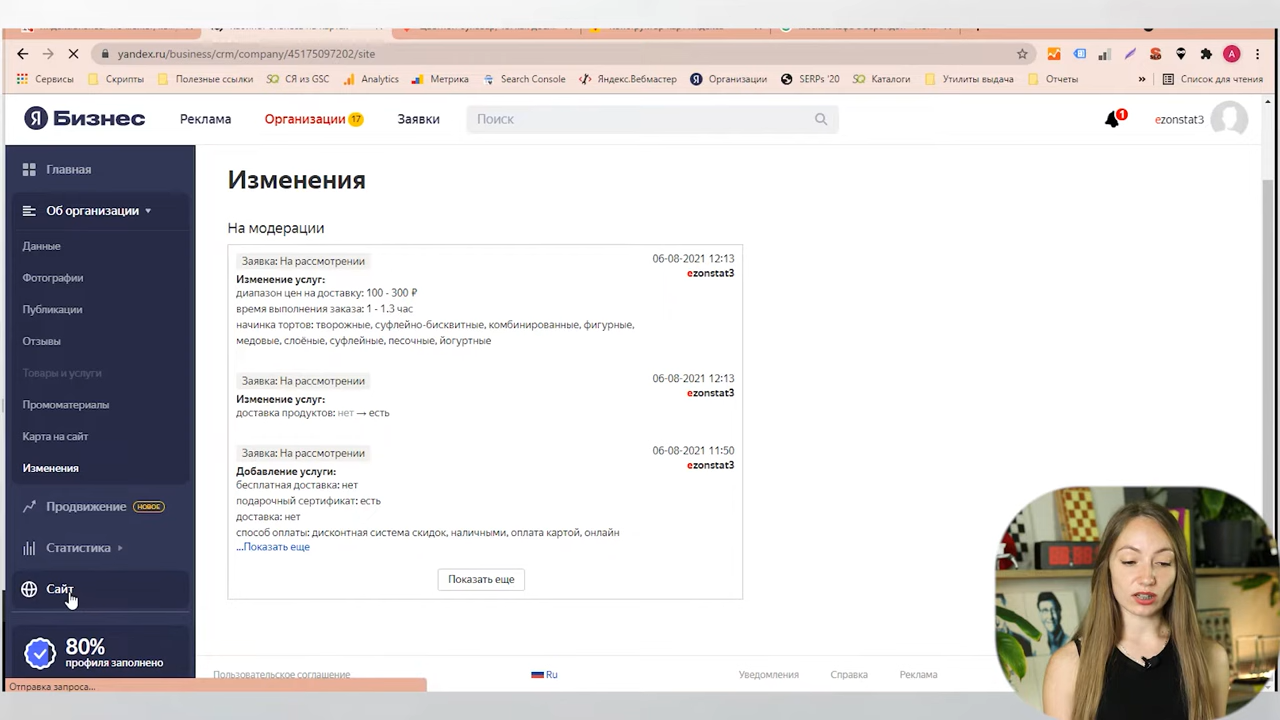 yandex.ru/business/crm/company/45175097202/site
Сервисы Скрипты Полезные ссылки СЯ из GSC Analytics Метрика Search Console Яндекс.Вебмастер Организации SERPs '20 Каталоги Утилиты выдача Отчеты » Список для чтения
Я Бизнес Реклама Организации 17 Заявки Поиск 1 ezonstat3
Главная
Об организации
Данные
Фотографии
Публикации
Отзывы
Товары и услуги
Промоматериалы
Карта на сайт
Изменения
Продвижение НОВОЕ
Статистика
Сайт
80%
профиля заполнено
Отправка запроса...
Изменения
На модерации
Заявка: На рассмотрении 06-08-2021 12:13
Изменение услуг: ezonstat3
диапазон цен на доставку: 100 - 300 ₽
время выполнения заказа: 1 - 1.3 час
начинка тортов: творожные, суфлейно-бисквитные, комбинированные, фигурные,
медовые, слоёные, суфлейные, песочные, йогуртные
Заявка: На рассмотрении 06-08-2021 12:13
Изменение услуг: ezonstat3
доставка продуктов: нет → есть
Заявка: На рассмотрении 06-08-2021 11:50
Добавление услуги: ezonstat3
бесплатная доставка: нет
подарочный сертификат: есть
доставка: нет
способ оплаты: дисконтная система скидок, наличными, оплата картой, онлайн
...Показать еще
Показать еще
Пользовательское соглашение Ru Уведомления Справка Реклама